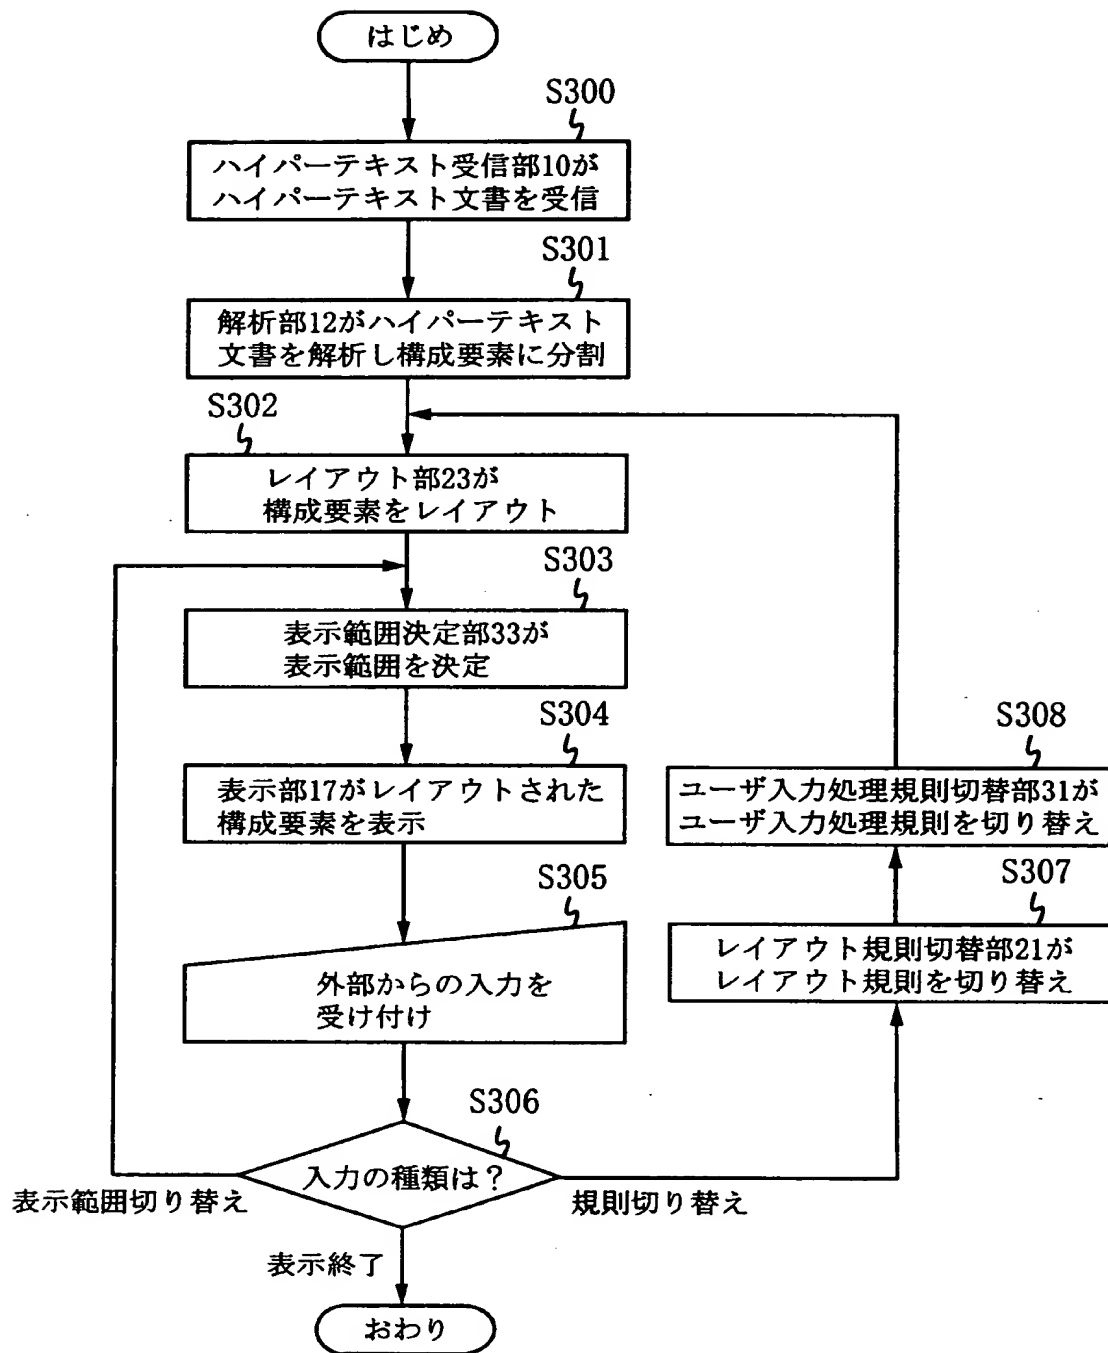 はじめ
S300
ハイパーテキスト受信部10が
ハイパーテキスト文書を受信
S301
解析部12がハイパーテキスト
文書を解析し構成要素に分割
S302
レイアウト部23が
構成要素をレイアウト
S303
表示範囲決定部33が
表示範囲を決定
S304
表示部17がレイアウトされた
構成要素を表示
S305
外部からの入力を
受け付け
S306
入力の種類は?
表示範囲切り替え
規則切り替え
表示終了
おわり
S307
レイアウト規則切替部21が
レイアウト規則を切り替え
S308
ユーザ入力処理規則切替部31が
ユーザ入力処理規則を切り替え